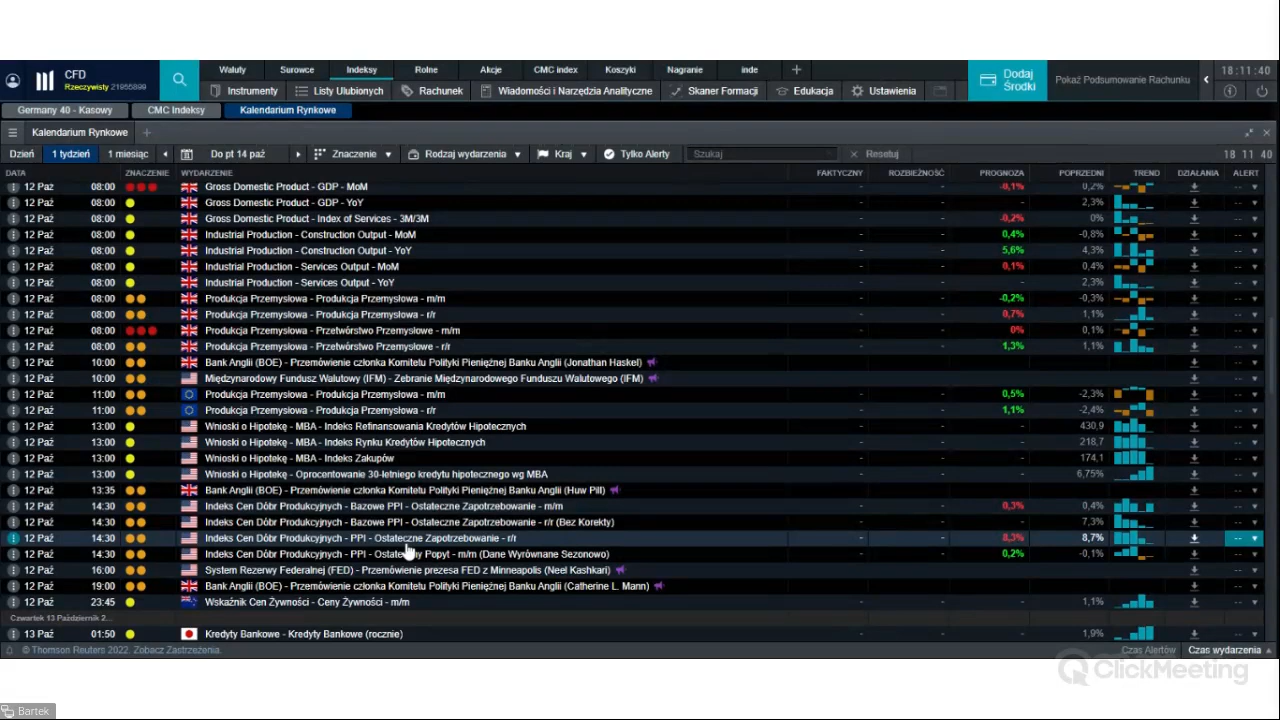 CFD
Rzeczywisty 21955899
Waluty Surowce Indeksy Rolne Akcje CMC index Koszyki Nagranie inde +
Instrumenty Listy Ulubionych Rachunek Wiadomości i Narzędzia Analityczne Skaner Formacji Edukacja Ustawienia
Dodaj Środki
Pokaż Podsumowanie Rachunku
18:11:40
Germany 40 - Kasowy CMC Indeksy Kalendarium Rynkowe
Kalendarium Rynkowe +
Dzień 1 tydzień 1 miesiąc Do pt 14 paź Znaczenie Rodzaj wydarzenia Kraj Tylko Alerty Szukaj Resetuj 18 11 40
DATA ZNACZENIE WYDARZENIE FAKTYCZNY ROZBIEŻNOŚĆ PROGNOZA POPRZEDNI TREND DZIAŁANIA ALERT
12 Paź 08:00 Gross Domestic Product - GDP - MoM - - -0,1% 0,2% --
12 Paź 08:00 Gross Domestic Product - GDP - YoY - - - 2,3% --
12 Paź 08:00 Gross Domestic Product - Index of Services - 3M/3M - - -0,2% 0% --
12 Paź 08:00 Industrial Production - Construction Output - MoM - - 0,4% -0,8% --
12 Paź 08:00 Industrial Production - Construction Output - YoY - - 5,6% 4,3% --
12 Paź 08:00 Industrial Production - Services Output - MoM - - 0,1% 0,4% --
12 Paź 08:00 Industrial Production - Services Output - YoY - - - 2,3% --
12 Paź 08:00 Produkcja Przemysłowa - Produkcja Przemysłowa - m/m - - -0,2% -0,3% --
12 Paź 08:00 Produkcja Przemysłowa - Produkcja Przemysłowa - r/r - - 0,7% 1,1% --
12 Paź 08:00 Produkcja Przemysłowa - Przetwórstwo Przemysłowe - m/m - - 0% 0,1% --
12 Paź 08:00 Produkcja Przemysłowa - Przetwórstwo Przemysłowe - r/r - - 1,3% 1,1% --
12 Paź 10:00 Bank Anglii (BOE) - Przemówienie członka Komitetu Polityki Pieniężnej Banku Anglii (Jonathan Haskel) - - - - --
12 Paź 10:00 Międzynarodowy Fundusz Walutowy (IFM) - Zebranie Międzynarodowego Funduszu Walutowego (IFM) - - - - --
12 Paź 11:00 Produkcja Przemysłowa - Produkcja Przemysłowa - m/m - - 0,5% -2,3% --
12 Paź 11:00 Produkcja Przemysłowa - Produkcja Przemysłowa - r/r - - 1,1% -2,4% --
12 Paź 13:00 Wnioski o Hipotekę - MBA - Indeks Refinansowania Kredytów Hipotecznych - - - 430,9 --
12 Paź 13:00 Wnioski o Hipotekę - MBA - Indeks Rynku Kredytów Hipotecznych - - - 218,7 --
12 Paź 13:00 Wnioski o Hipotekę - MBA - Indeks Zakupów - - - 174,1 --
12 Paź 13:00 Wnioski o Hipotekę - Oprocentowanie 30-letniego kredytu hipotecznego wg MBA - - - 6,75% --
12 Paź 13:35 Bank Anglii (BOE) - Przemówienie członka Komitetu Polityki Pieniężnej Banku Anglii (Huw Pill) - - - - --
12 Paź 14:30 Indeks Cen Dóbr Produkcyjnych - Bazowe PPI - Ostateczne Zapotrzebowanie - m/m - - 0,3% 0,4% --
12 Paź 14:30 Indeks Cen Dóbr Produkcyjnych - Bazowe PPI - Ostateczne Zapotrzebowanie - r/r (Bez Korekty) - - - 7,3% --
12 Paź 14:30 Indeks Cen Dóbr Produkcyjnych - PPI - Ostateczne Zapotrzebowanie - r/r - - 8,3% 8,7% --
12 Paź 14:30 Indeks Cen Dóbr Produkcyjnych - PPI - Ostateczny Popyt - m/m (Dane Wyrównane Sezonowo) - - 0,2% -0,1% --
12 Paź 16:00 System Rezerwy Federalnej (FED) - Przemówienie prezesa FED z Minneapolis (Neel Kashkari) - - - - --
12 Paź 19:00 Bank Anglii (BOE) - Przemówienie członka Komitetu Polityki Pieniężnej Banku Anglii (Catherine L. Mann) - - - - --
12 Paź 23:45 Wskaźnik Cen Żywności - Ceny Żywności - m/m - - - 1,1% --
Czwartek 13 Październik 2...
13 Paź 01:50 Kredyty Bankowe - Kredyty Bankowe (rocznie) - - - 1,9% --
© Thomson Reuters 2022. Zobacz Zastrzeżenia. Czas Alertów Czas wydarzenia
ClickMeeting
Bartek